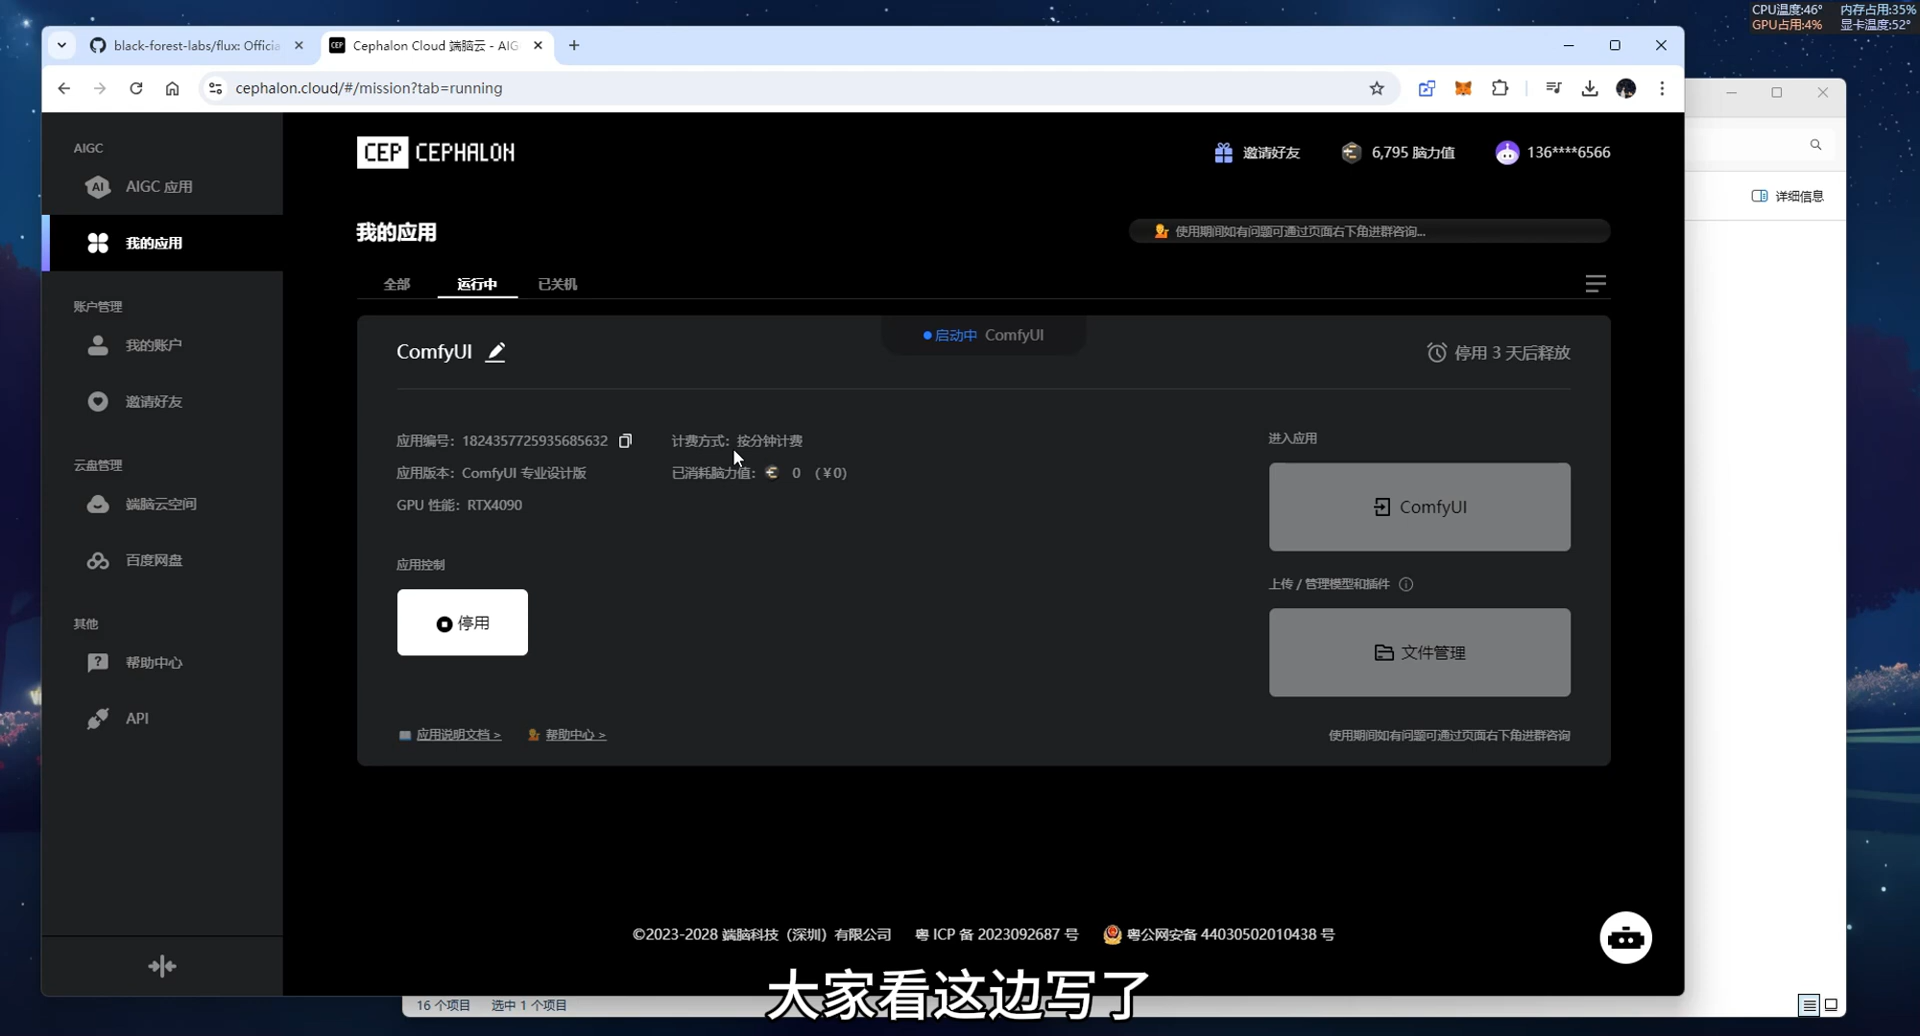 CPU温度:46° 内存占用:35%
GPU占用:4% 显卡温度:52°
black-forest-labs/flux: Officia
Cephalon Cloud 端脑云 - AIG
cephalon.cloud/#/mission?tab=running
AIGC
AIGC 应用
我的应用
账户管理
我的账户
邀请好友
云盘管理
端脑云空间
百度网盘
其他
帮助中心
API
CEP CEPHALON
邀请好友
6,795 脑力值
136****6566
我的应用
使用期间如有问题可通过页面右下角进群咨询...
全部 运行中 已关机
启动中 ComfyUI
ComfyUI
停用 3 天后释放
应用编号: 1824357725935685632
计费方式: 按分钟计费
应用版本: ComfyUI 专业设计版
已消耗脑力值: 0 (¥0)
GPU 性能: RTX4090
应用控制
停用
进入应用
ComfyUI
上传 / 管理模型和插件
文件管理
应用说明文档 >
帮助中心 >
使用期间如有问题可通过页面右下角进群咨询
©2023-2028 端脑科技（深圳）有限公司 粤 ICP 备 2023092687 号 粤公网安备 44030502010438 号
详细信息
16 个项目 选中 1 个项目
大家看这边写了